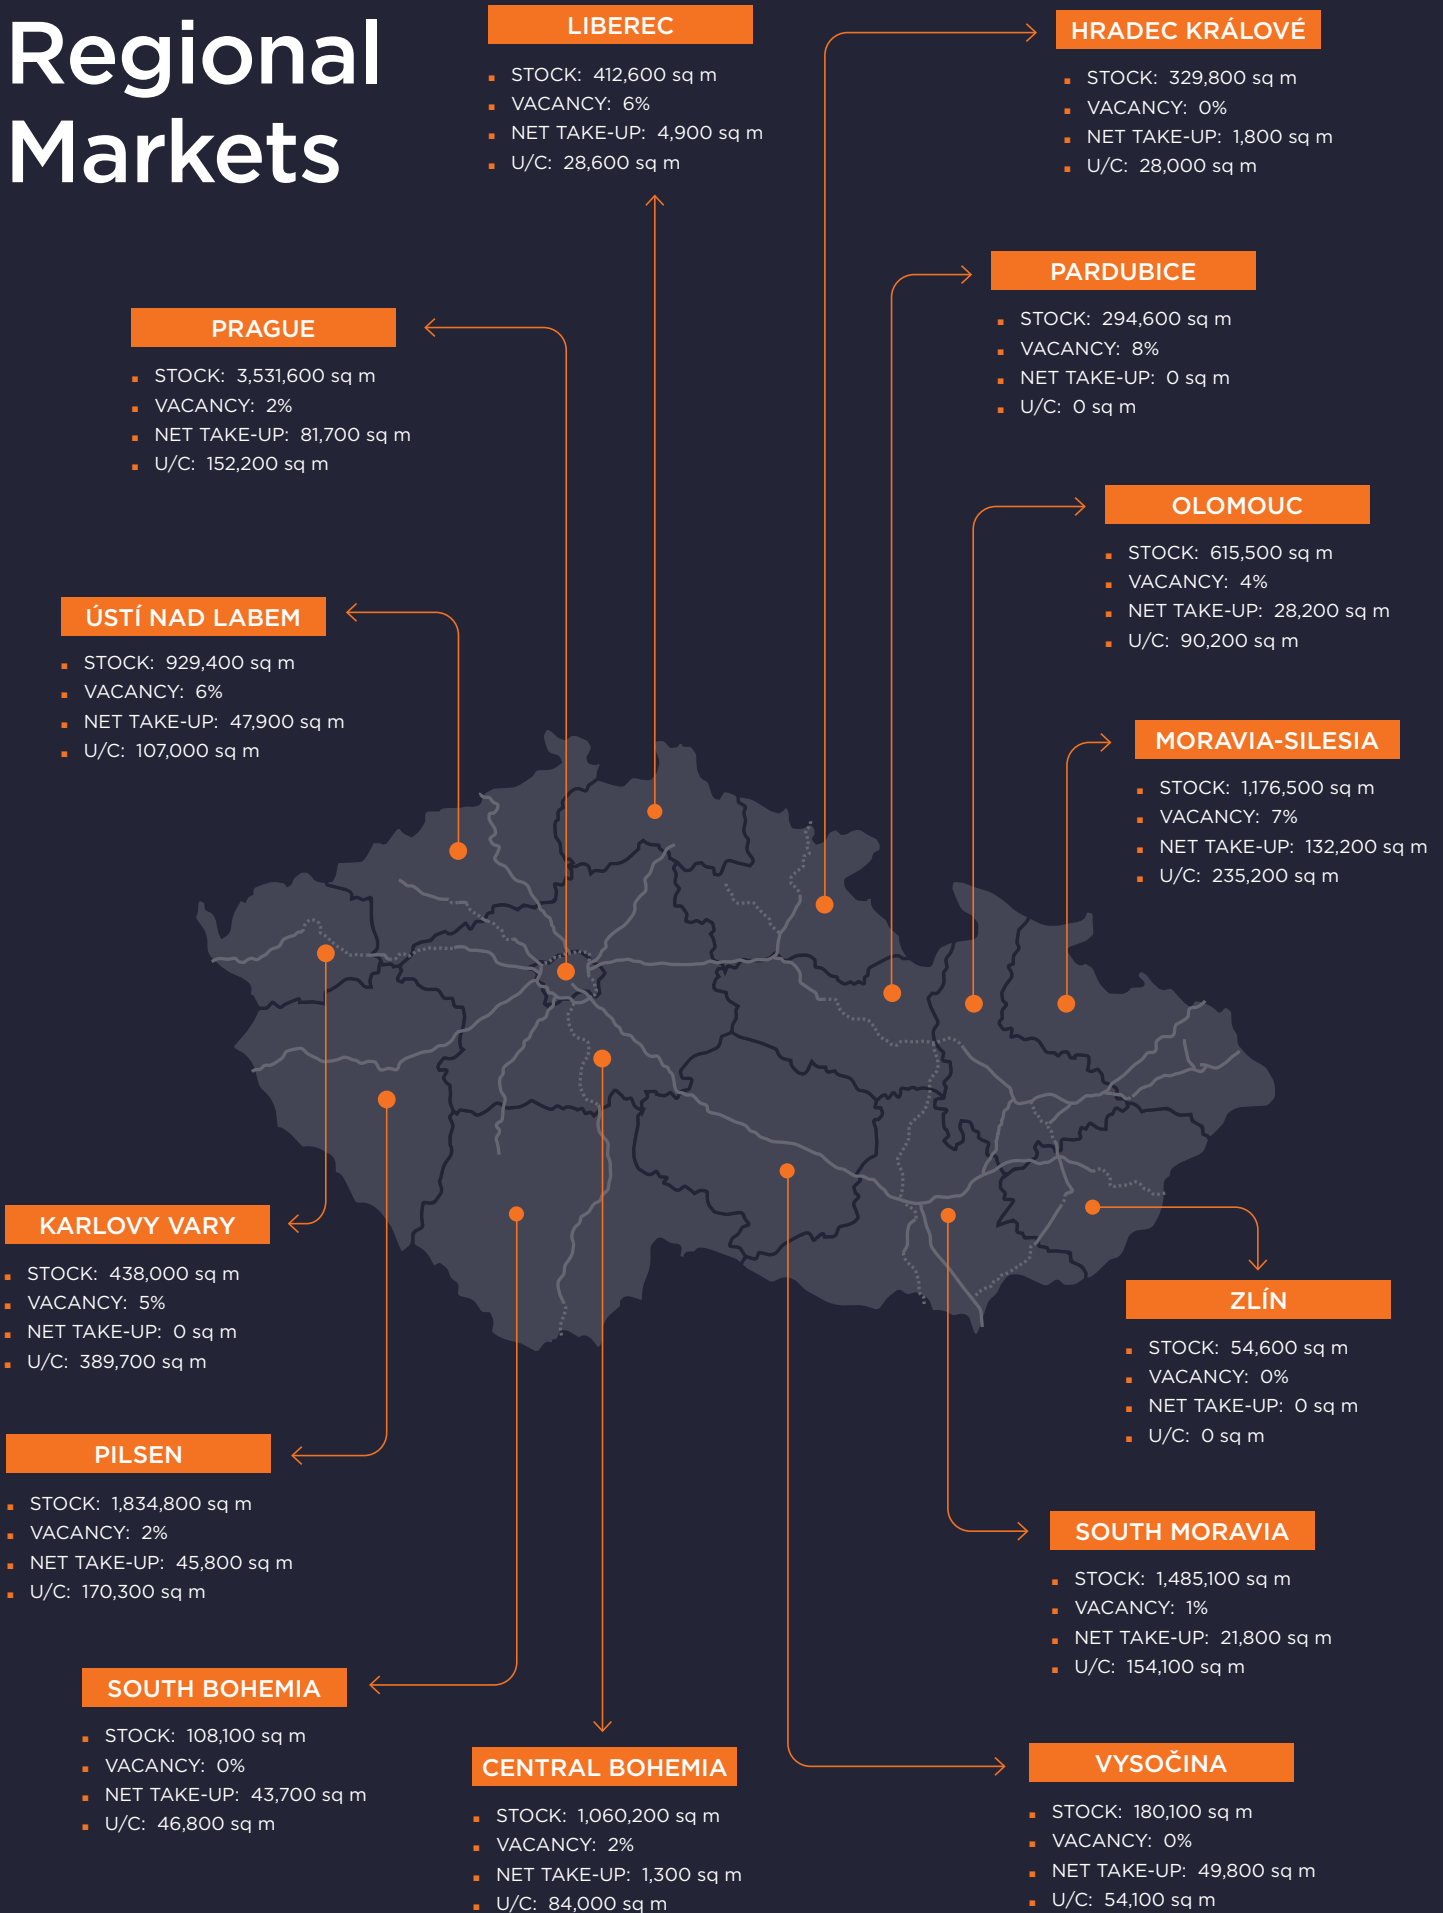 Regional
Markets
LIBEREC
STOCK: 412,600 sq m
VACANCY: 6%
NET TAKE-UP: 4,900 sq m
U/C: 28,600 sq m
HRADEC KRÁLOVÉ
STOCK: 329,800 sq m
VACANCY: 0%
NET TAKE-UP: 1,800 sq m
U/C: 28,000 sq m
PARDUBICE
STOCK: 294,600 sq m
VACANCY: 8%
NET TAKE-UP: 0 sq m
U/C: 0 sq m
PRAGUE
STOCK: 3,531,600 sq m
VACANCY: 2%
NET TAKE-UP: 81,700 sq m
U/C: 152,200 sq m
OLOMOUC
STOCK: 615,500 sq m
VACANCY: 4%
NET TAKE-UP: 28,200 sq m
U/C: 90,200 sq m
ÚSTÍ NAD LABEM
STOCK: 929,400 sq m
VACANCY: 6%
NET TAKE-UP: 47,900 sq m
U/C: 107,000 sq m
MORAVIA-SILESIA
STOCK: 1,176,500 sq m
VACANCY: 7%
NET TAKE-UP: 132,200 sq m
U/C: 235,200 sq m
KARLOVY VARY
STOCK: 438,000 sq m
VACANCY: 5%
NET TAKE-UP: 0 sq m
U/C: 389,700 sq m
ZLÍN
STOCK: 54,600 sq m
VACANCY: 0%
NET TAKE-UP: 0 sq m
U/C: 0 sq m
PILSEN
STOCK: 1,834,800 sq m
VACANCY: 2%
NET TAKE-UP: 45,800 sq m
U/C: 170,300 sq m
SOUTH MORAVIA
STOCK: 1,485,100 sq m
VACANCY: 1%
NET TAKE-UP: 21,800 sq m
U/C: 154,100 sq m
SOUTH BOHEMIA
STOCK: 108,100 sq m
VACANCY: 0%
NET TAKE-UP: 43,700 sq m
U/C: 46,800 sq m
CENTRAL BOHEMIA
STOCK: 1,060,200 sq m
VACANCY: 2%
NET TAKE-UP: 1,300 sq m
U/C: 84,000 sq m
VYSOČINA
STOCK: 180,100 sq m
VACANCY: 0%
NET TAKE-UP: 49,800 sq m
U/C: 54,100 sq m